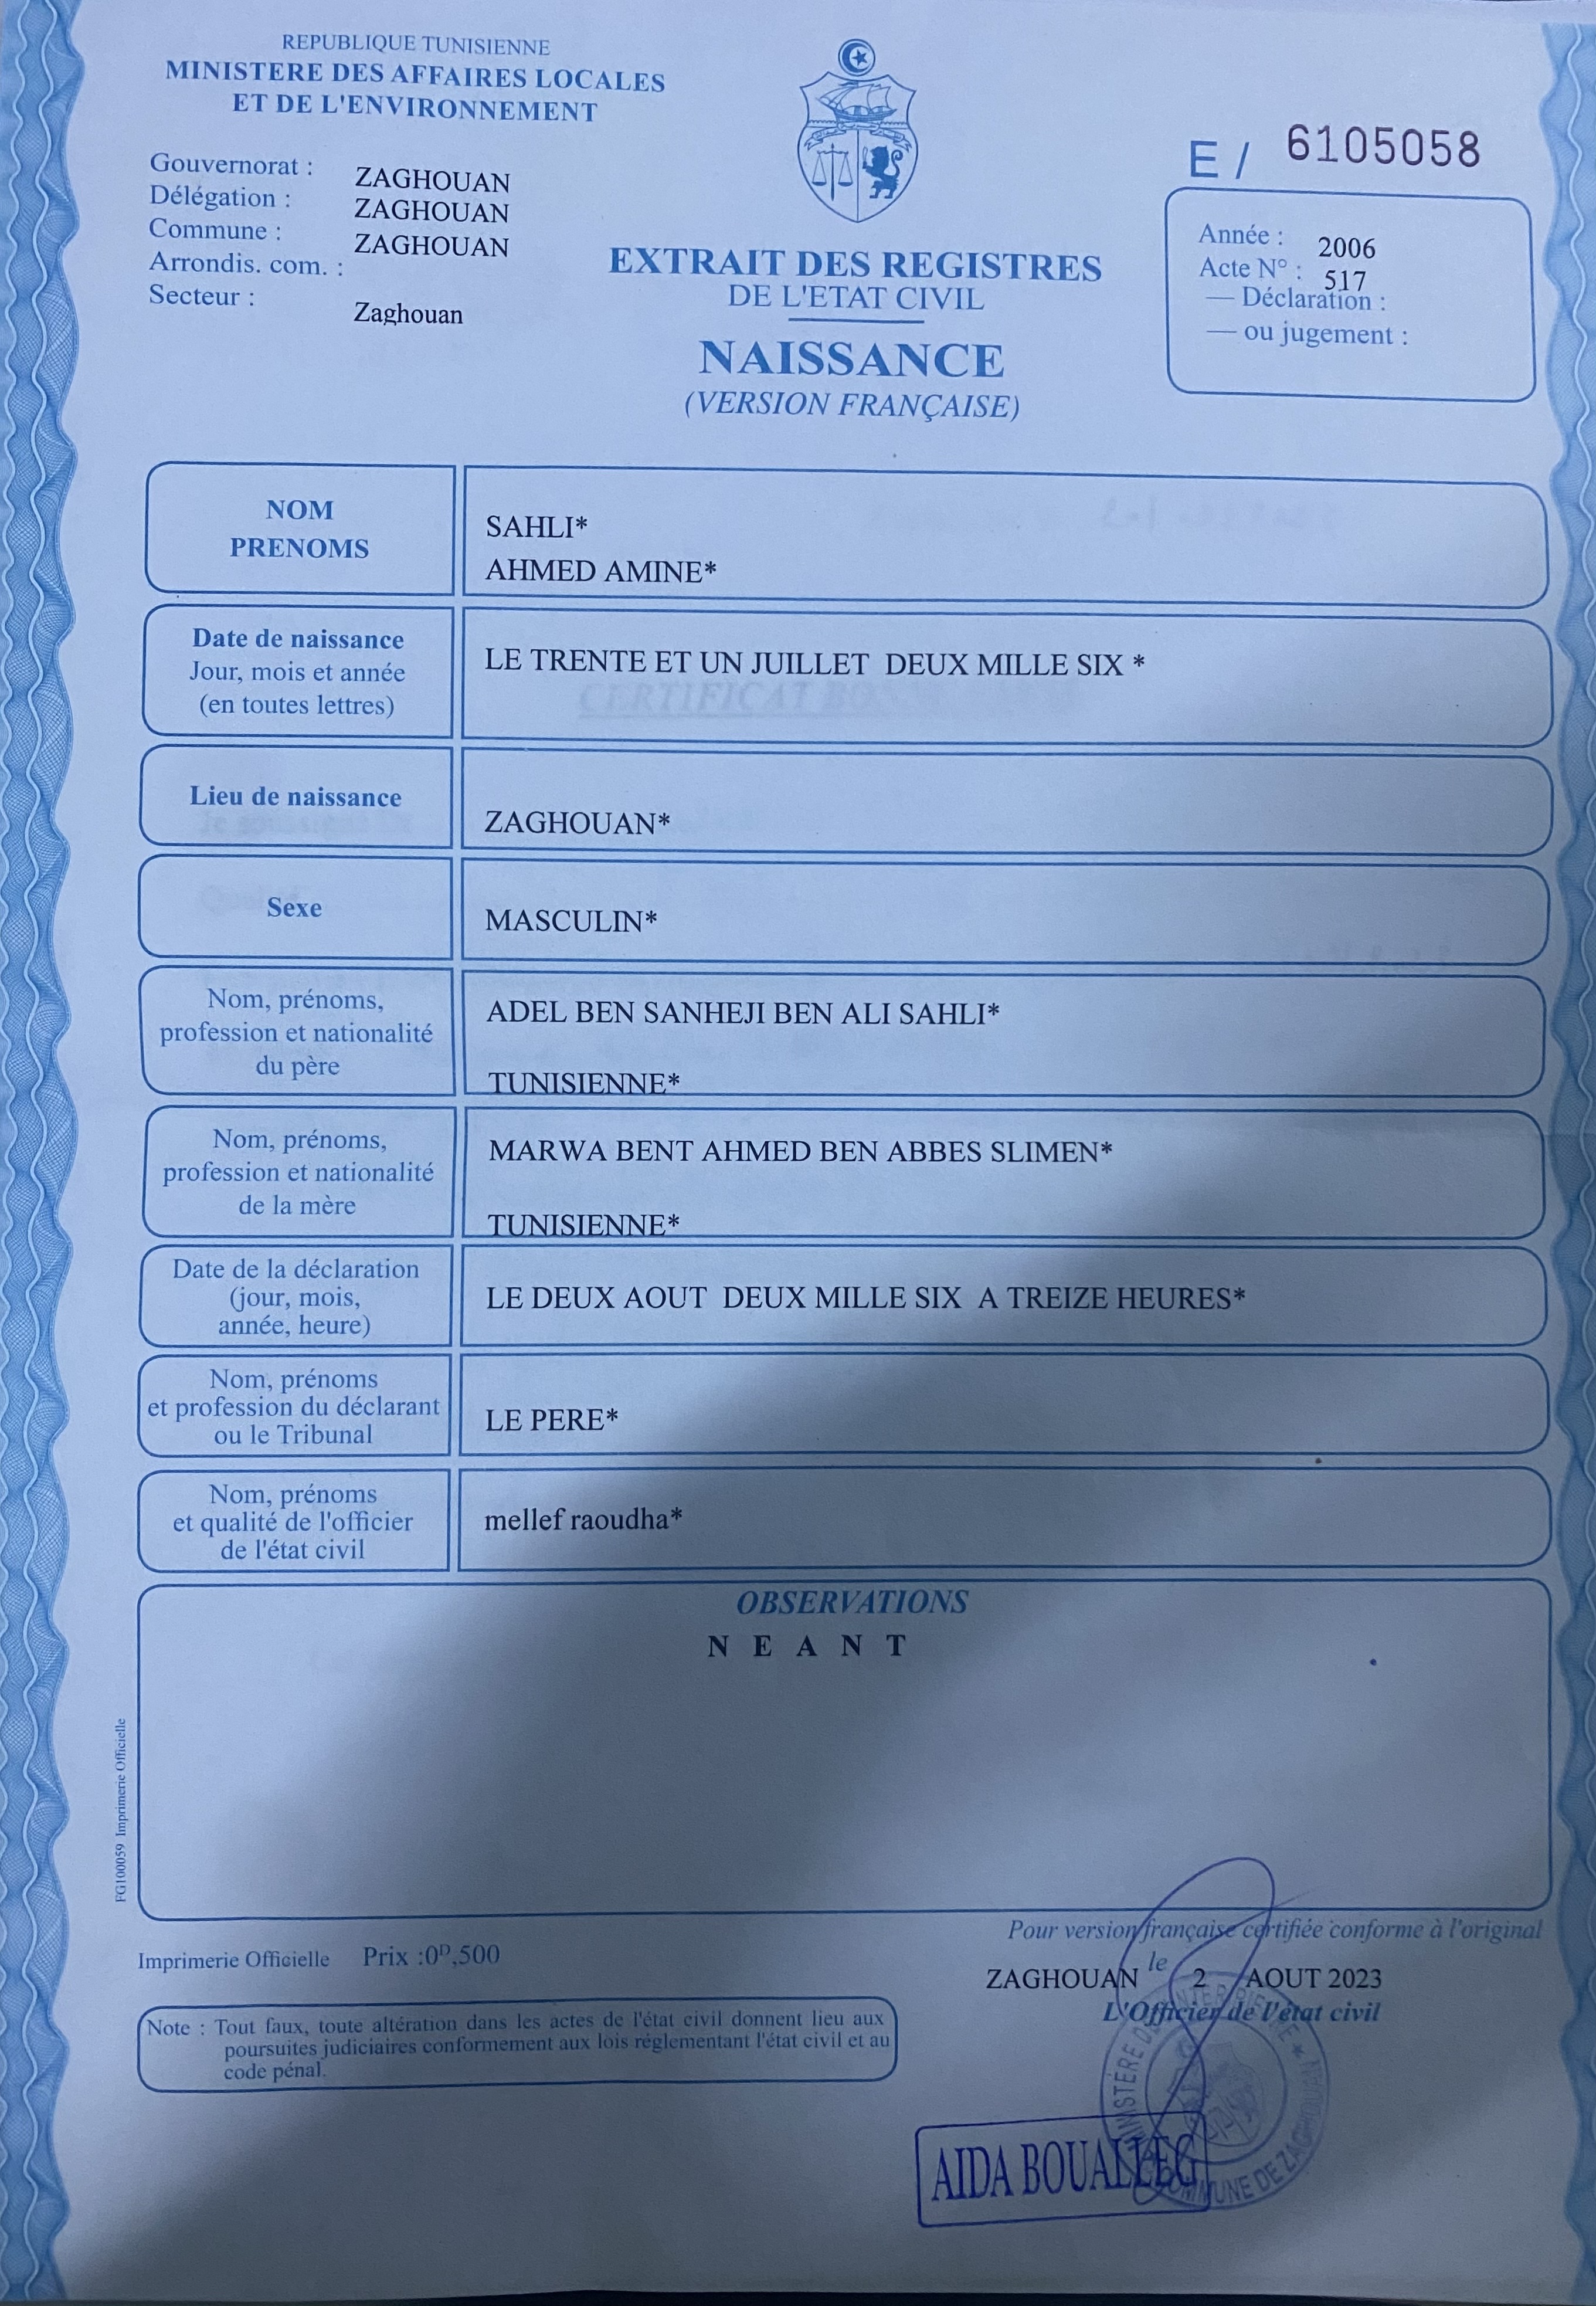 REPUBLIQUE TUNISIENNE
MINISTERE DES AFFAIRES LOCALES
ET DE L'ENVIRONNEMENT
Gouvernorat : ZAGHOUAN
Délégation : ZAGHOUAN
Commune : ZAGHOUAN
Arrondis. com. :
Secteur : Zaghouan
E / 6105058
Année : 2006
Acte N° : 517
— Déclaration :
— ou jugement :
EXTRAIT DES REGISTRES
DE L'ETAT CIVIL
NAISSANCE
(VERSION FRANÇAISE)
NOM
PRENOMS
SAHLI*
AHMED AMINE*
Date de naissance
Jour, mois et année
(en toutes lettres)
LE TRENTE ET UN JUILLET DEUX MILLE SIX *
CERTIFICAT
Lieu de naissance
ZAGHOUAN*
Sexe
MASCULIN*
Nom, prénoms,
profession et nationalité
du père
ADEL BEN SANHEJI BEN ALI SAHLI*
TUNISIENNE*
Nom, prénoms,
profession et nationalité
de la mère
MARWA BENT AHMED BEN ABBES SLIMEN*
TUNISIENNE*
Date de la déclaration
(jour, mois,
année, heure)
LE DEUX AOUT DEUX MILLE SIX A TREIZE HEURES*
Nom, prénoms
et profession du déclarant
ou le Tribunal
LE PERE*
Nom, prénoms
et qualité de l'officier
de l'état civil
mellef raoudha*
OBSERVATIONS
N E A N T
FG100059 Imprimerie Officielle
Imprimerie Officielle Prix :0ᴰ,500
Note : Tout faux, toute altération dans les actes de l'état civil donnent lieu aux
poursuites judiciaires conformement aux lois réglementant l'état civil et au
code pénal.
Pour version française certifiée conforme à l'original
ZAGHOUAN le 2 AOUT 2023
L'Officier de l'état civil
COMMUNE DE ZAGHOUAN
AIDA BOUALLEG